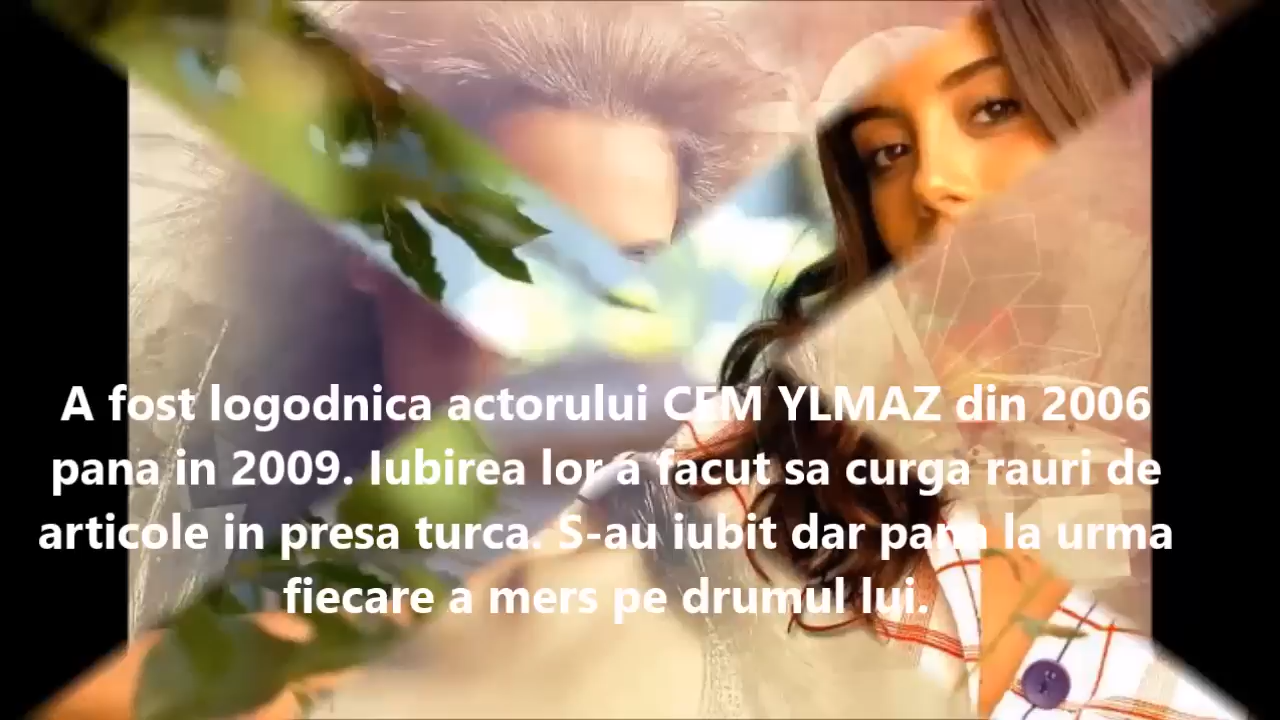 A fost logodnica actorului CEM YLMAZ din 2006
pana in 2009. Iubirea lor a facut sa curga rauri de
articole in presa turca. S-au iubit dar pana la urma
fiecare a mers pe drumul lui.